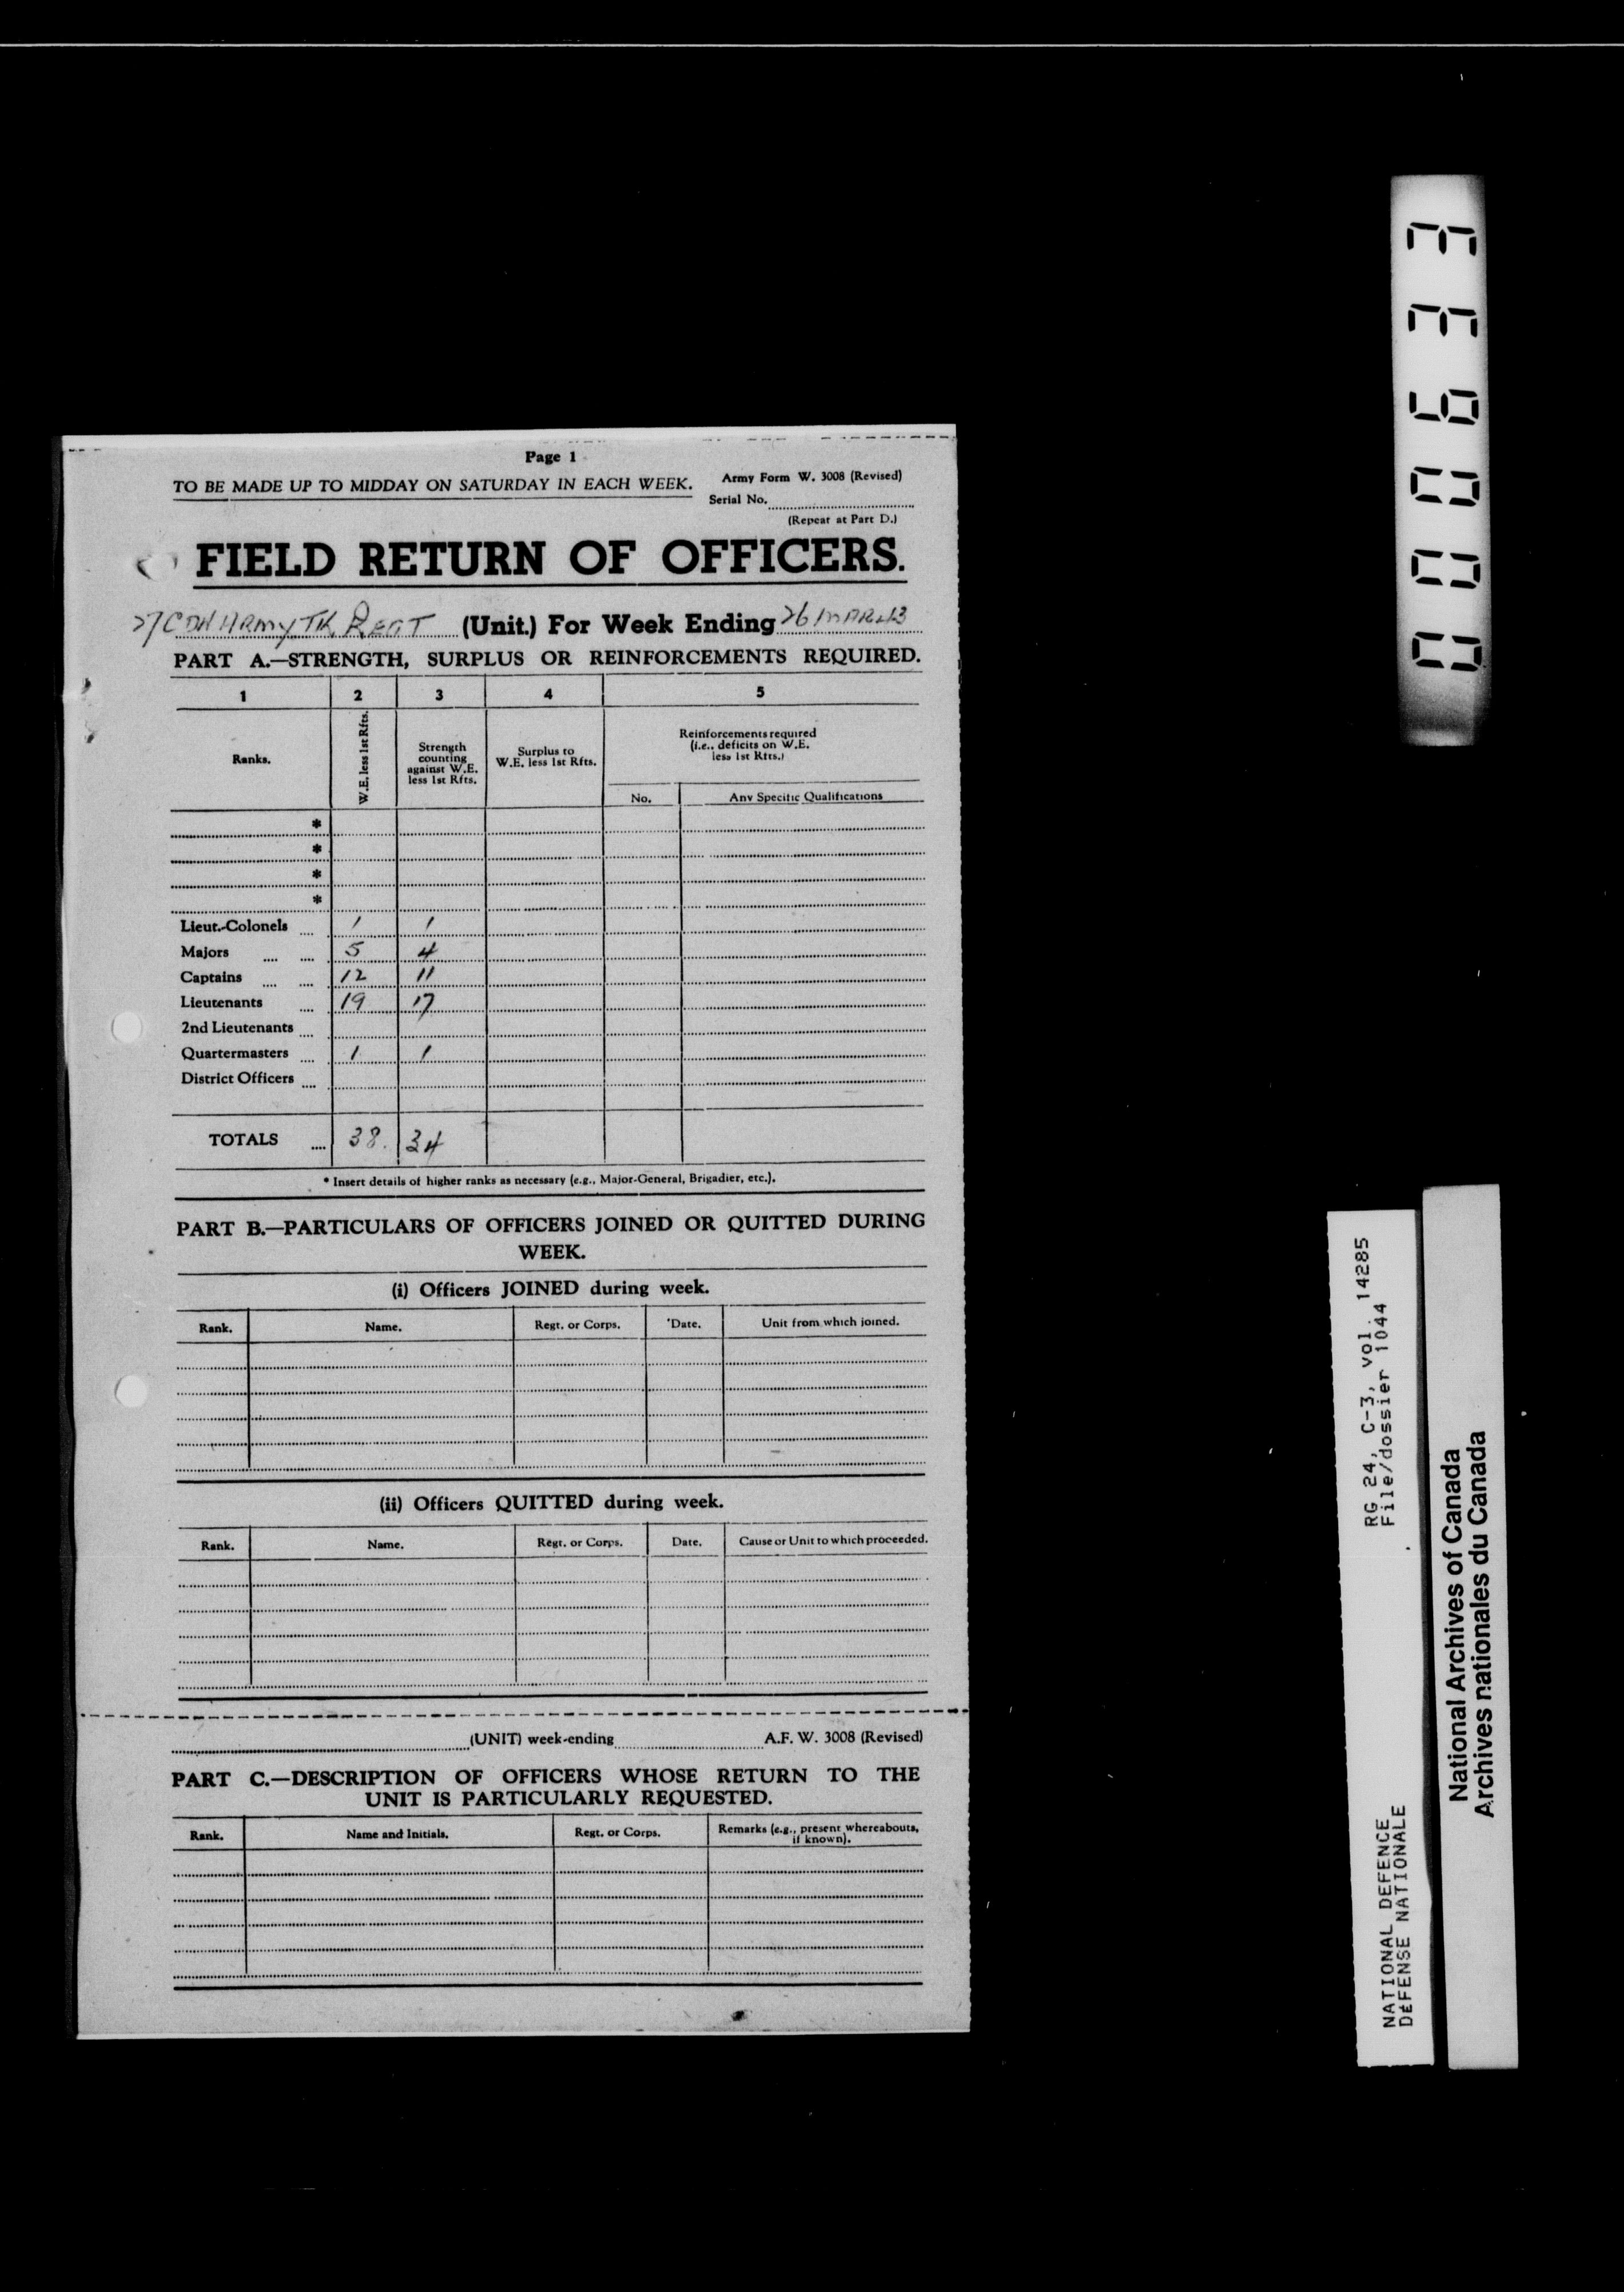 Page 1
TO BE MADE UP TO MIDDAY ON SATURDAY IN EACH WEEK.
Army Form W. 3008 (Revised)
Serial No.
(Repeat at Part D.)
FIELD RETURN OF OFFICERS.
27 CDN ARMY TK REGT (Unit.) For Week Ending 26 MAR 43
PART A.—STRENGTH, SURPLUS OR REINFORCEMENTS REQUIRED.
1 2 3 4 5
Ranks.
W.E. less 1st Rfts.
Strength
counting
against W.E.
less 1st Rfts.
Surplus to
W.E. less 1st Rfts.
Reinforcements required
(i.e., deficits on W.E.
less 1st Rfts.)
No. Any Specific Qualifications
*
*
*
*
Lieut.-Colonels .... 1 1
Majors .... .... 5 4
Captains .... .... 12 11
Lieutenants .... 19 17
2nd Lieutenants ....
Quartermasters .... 1 1
District Officers ....
TOTALS .... 38. 34
* Insert details of higher ranks as necessary (e.g., Major-General, Brigadier, etc.).
PART B.—PARTICULARS OF OFFICERS JOINED OR QUITTED DURING
WEEK.
(i) Officers JOINED during week.
Rank. Name. Regt. or Corps. Date. Unit from which joined.
(ii) Officers QUITTED during week.
Rank. Name. Regt. or Corps. Date. Cause or Unit to which proceeded.
(UNIT) week-ending A.F. W. 3008 (Revised)
PART C.—DESCRIPTION OF OFFICERS WHOSE RETURN TO THE
UNIT IS PARTICULARLY REQUESTED.
Rank. Name and Initials. Regt. or Corps. Remarks (e.g., present whereabouts,
if known).
000633
RG 24, C-3, vol. 14285
File/dossier 1044
NATIONAL DEFENCE
DÉFENSE NATIONALE
National Archives of Canada
Archives nationales du Canada